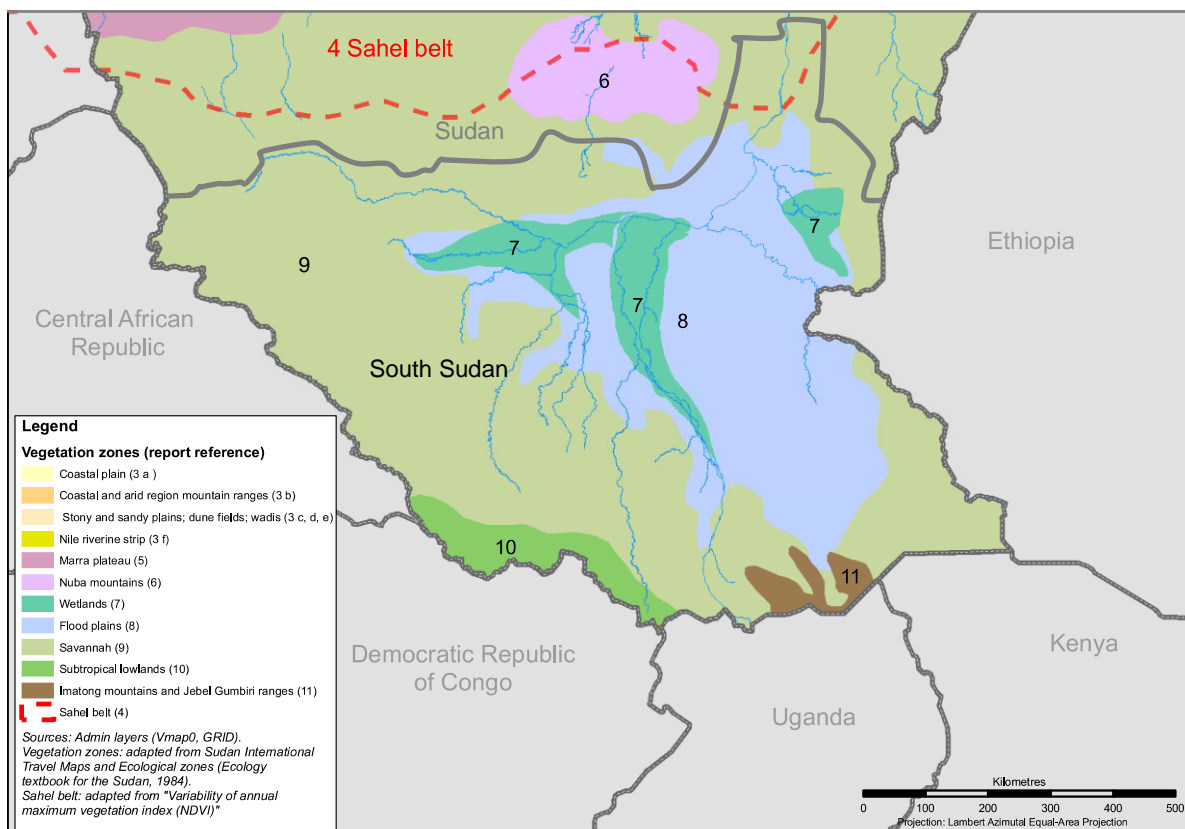 4 Sahel belt
6
Sudan
7
Ethiopia
7
9
7
8
Central African
Republic
South Sudan
10
11
Democratic Republic
of Congo
Kenya
Uganda
Legend
Vegetation zones (report reference)
Coastal plain (3 a )
Coastal and arid region mountain ranges (3 b)
Stony and sandy plains; dune fields; wadis (3 c, d, e)
Nile riverine strip (3 f)
Marra plateau (5)
Nuba mountains (6)
Wetlands (7)
Flood plains (8)
Savannah (9)
Subtropical lowlands (10)
Imatong mountains and Jebel Gumbiri ranges (11)
Sahel belt (4)
Sources: Admin layers (Vmap0, GRID).
Vegetation zones: adapted from Sudan International
Travel Maps and Ecological zones (Ecology
textbook for the Sudan, 1984).
Sahel belt: adapted from "Variability of annual
maximum vegetation index (NDVI)"
Kilometres
0 100 200 300 400 500
Projection: Lambert Azimutal Equal-Area Projection